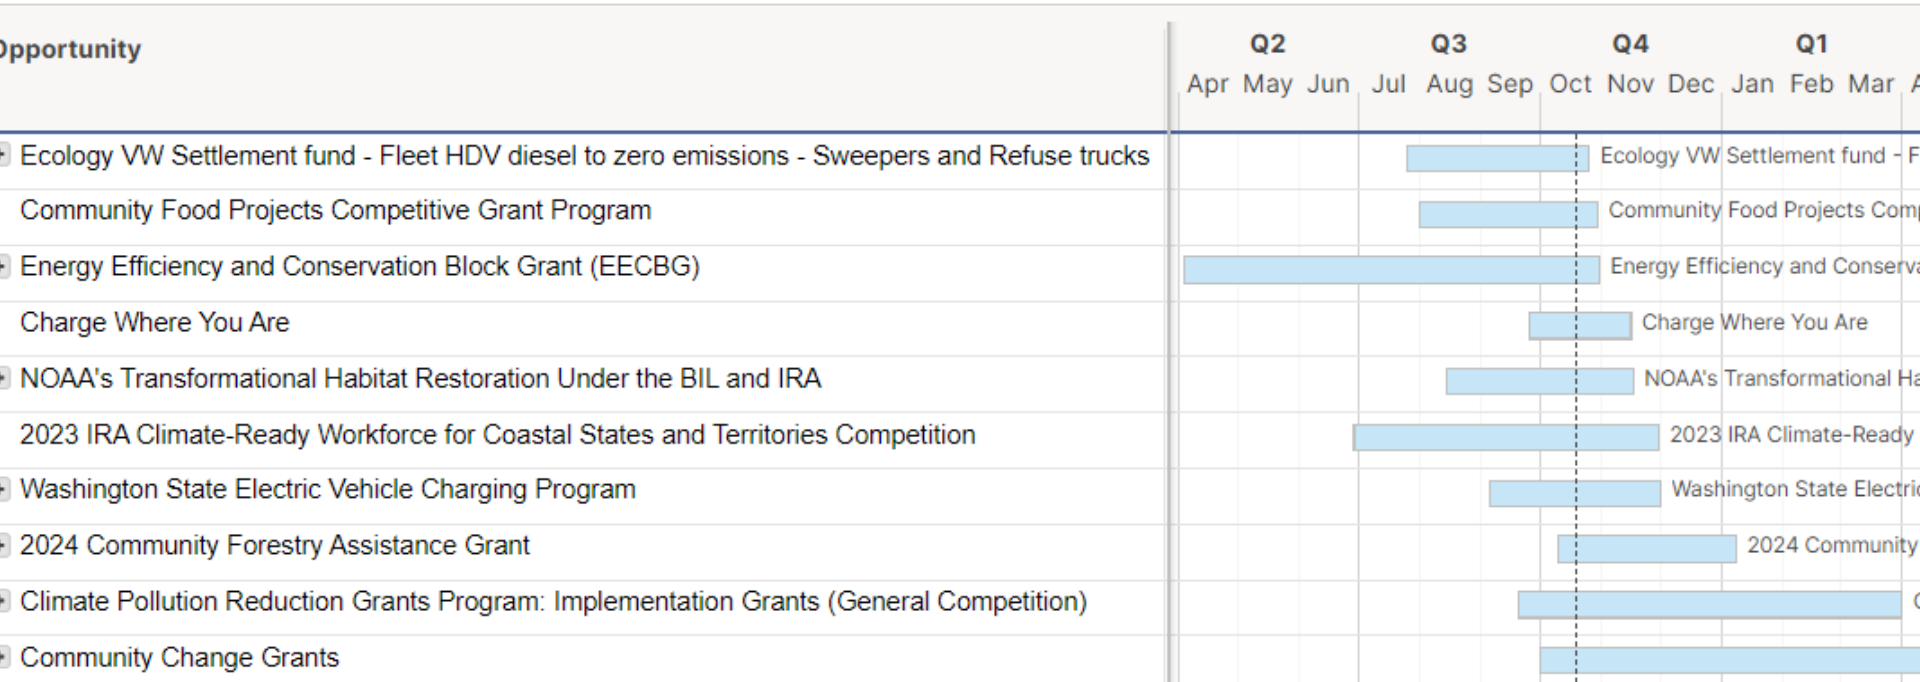 Opportunity
Q2 Q3 Q4 Q1
Apr May Jun Jul Aug Sep Oct Nov Dec Jan Feb Mar A
Ecology VW Settlement fund - Fleet HDV diesel to zero emissions - Sweepers and Refuse trucks Ecology VW Settlement fund - F
Community Food Projects Competitive Grant Program Community Food Projects Comp
Energy Efficiency and Conservation Block Grant (EECBG) Energy Efficiency and Conserva
Charge Where You Are Charge Where You Are
NOAA's Transformational Habitat Restoration Under the BIL and IRA NOAA's Transformational Ha
2023 IRA Climate-Ready Workforce for Coastal States and Territories Competition 2023 IRA Climate-Ready
Washington State Electric Vehicle Charging Program Washington State Electric
2024 Community Forestry Assistance Grant 2024 Community
Climate Pollution Reduction Grants Program: Implementation Grants (General Competition) C
Community Change Grants